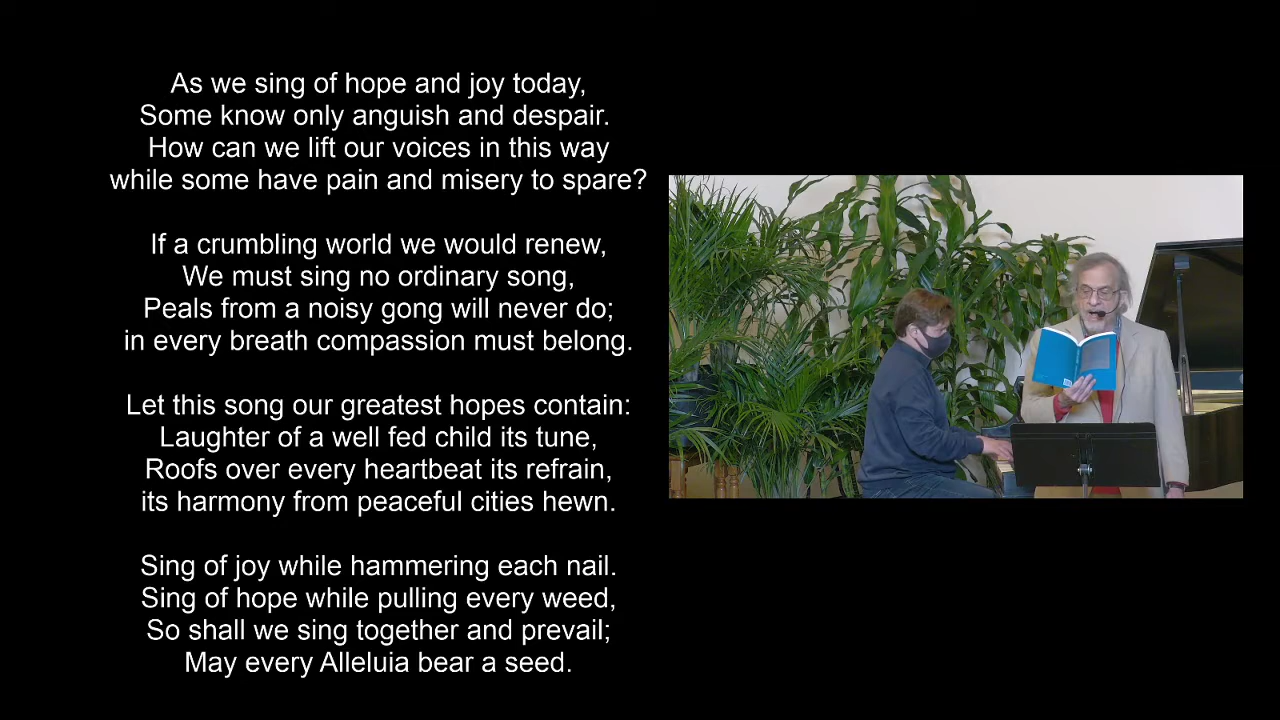 As we sing of hope and joy today,
Some know only anguish and despair.
How can we lift our voices in this way
while some have pain and misery to spare?
If a crumbling world we would renew,
We must sing no ordinary song,
Peals from a noisy gong will never do;
in every breath compassion must belong.
Let this song our greatest hopes contain:
Laughter of a well fed child its tune,
Roofs over every heartbeat its refrain,
its harmony from peaceful cities hewn.
Sing of joy while hammering each nail.
Sing of hope while pulling every weed,
So shall we sing together and prevail;
May every Alleluia bear a seed.